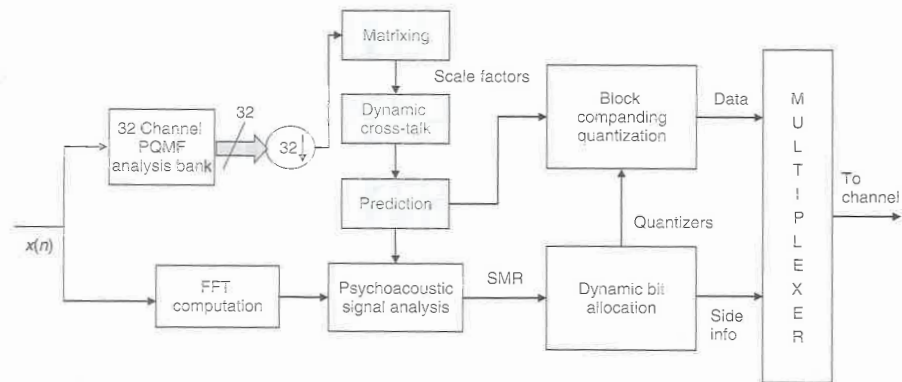 Matrixing
Scale factors
32 Channel
PQMF
analysis bank
32
32↓
Dynamic
cross-talk
Block
companding
quantization
Data
MULTIPLEXER
To
channel
Prediction
Quantizers
x(n)
FFT
computation
Psychoacoustic
signal analysis
SMR
Dynamic bit
allocation
Side
info